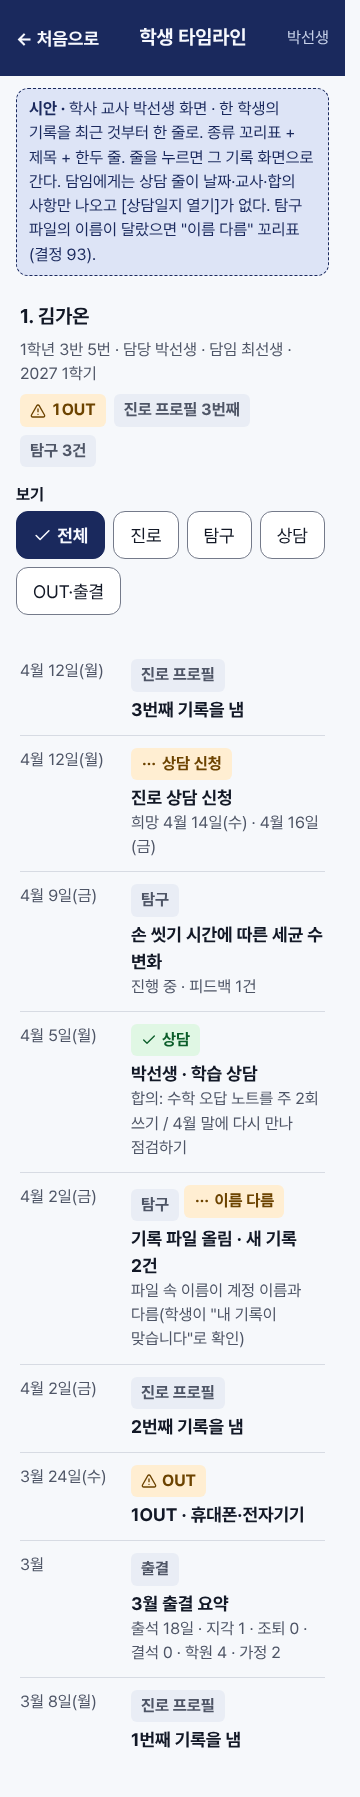 ← 처음으로
학생 타임라인
박선생
시안 · 학사 교사 박선생 화면 · 한 학생의
기록을 최근 것부터 한 줄로. 종류 꼬리표 +
제목 + 한두 줄. 줄을 누르면 그 기록 화면으로
간다. 담임에게는 상담 줄이 날짜·교사·합의
사항만 나오고 [상담일지 열기]가 없다. 탐구
파일의 이름이 달랐으면 "이름 다름" 꼬리표
(결정 93).
1. 김가온
1학년 3반 5번 · 담당 박선생 · 담임 최선생 ·
2027 1학기
1OUT
진로 프로필 3번째
탐구 3건
보기
전체
진로
탐구
상담
OUT·출결
4월 12일(월)
진로 프로필
3번째 기록을 냄
4월 12일(월)
··· 상담 신청
진로 상담 신청
희망 4월 14일(수) · 4월 16일
(금)
4월 9일(금)
탐구
손 씻기 시간에 따른 세균 수
변화
진행 중 · 피드백 1건
4월 5일(월)
상담
박선생 · 학습 상담
합의: 수학 오답 노트를 주 2회
쓰기 / 4월 말에 다시 만나
점검하기
4월 2일(금)
탐구
··· 이름 다름
기록 파일 올림 · 새 기록
2건
파일 속 이름이 계정 이름과
다름(학생이 "내 기록이
맞습니다"로 확인)
4월 2일(금)
진로 프로필
2번째 기록을 냄
3월 24일(수)
OUT
1OUT · 휴대폰·전자기기
3월
출결
3월 출결 요약
출석 18일 · 지각 1 · 조퇴 0 ·
결석 0 · 학원 4 · 가정 2
3월 8일(월)
진로 프로필
1번째 기록을 냄